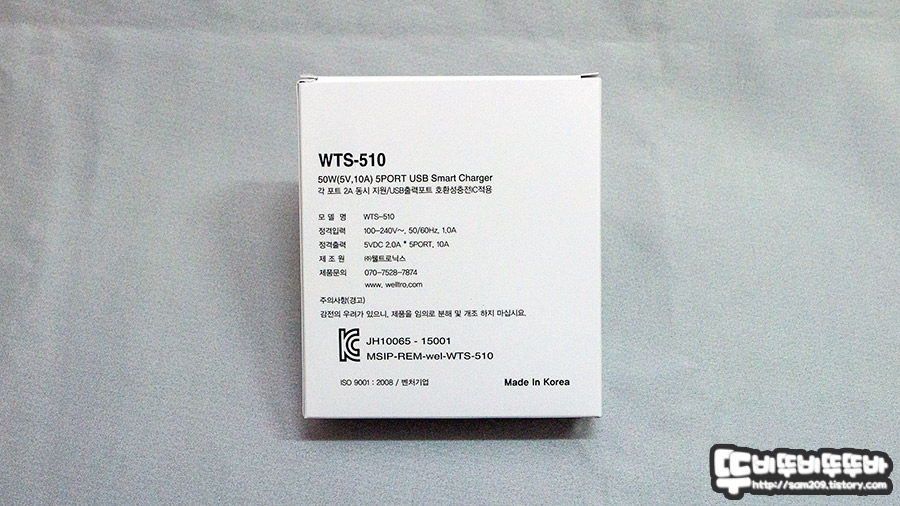 WTS-510
50W(5V,10A) 5PORT USB Smart Charger
각 포트 2A 동시 지원/USB출력포트 호환성충전IC적용
모 델 명 WTS-510
정격입력 100-240V~, 50/60Hz, 1.0A
정격출력 5VDC 2.0A * 5PORT, 10A
제 조 원 ㈜웰트로닉스
제품문의 070-7528-7874
www. welltro.com
주의사항(경고)
감전의 우려가 있으니, 제품을 임의로 분해 및 개조 하지 마십시요.
JH10065 - 15001
MSIP-REM-wel-WTS-510
ISO 9001 : 2008 / 벤처기업 Made In Korea
뚜비뚜비뚜뚜바
http://sam209.tistory.com